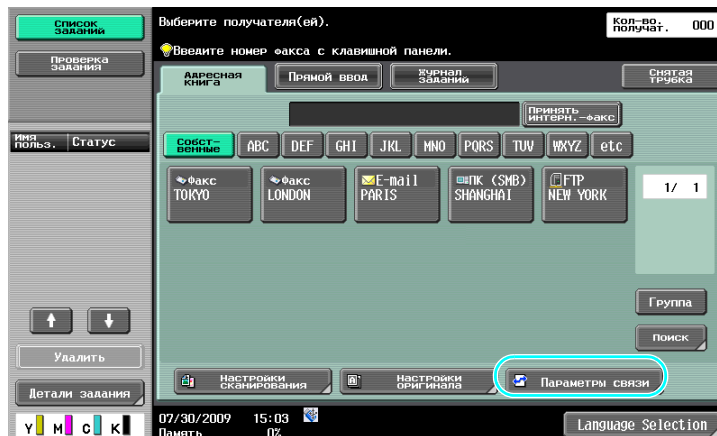 Список
задания
Проверка
задания
Имя
польз.
Статус
Удалить
Детали задания
Y M C K
Выберите получателя(ей).
Кол-во.
получат.
000
Введите номер факса с клавишной панели.
Адресная
книга
Прямой ввод
Журнал
заданий
Снятая
трубка
Принять
интерн.-факс
Собст-
венные
ABC DEF GHI JKL MNO PQRS TUV WXYZ etc
Факс
TOKYO
Факс
LONDON
E-mail
PARIS
ПК (SMB)
SHANGHAI
FTP
NEW YORK
1/ 1
Группа
Поиск
Настройки
сканирования
Настройки
оригинала
Параметры связи
07/30/2009 15:03
Память 0%
Language Selection